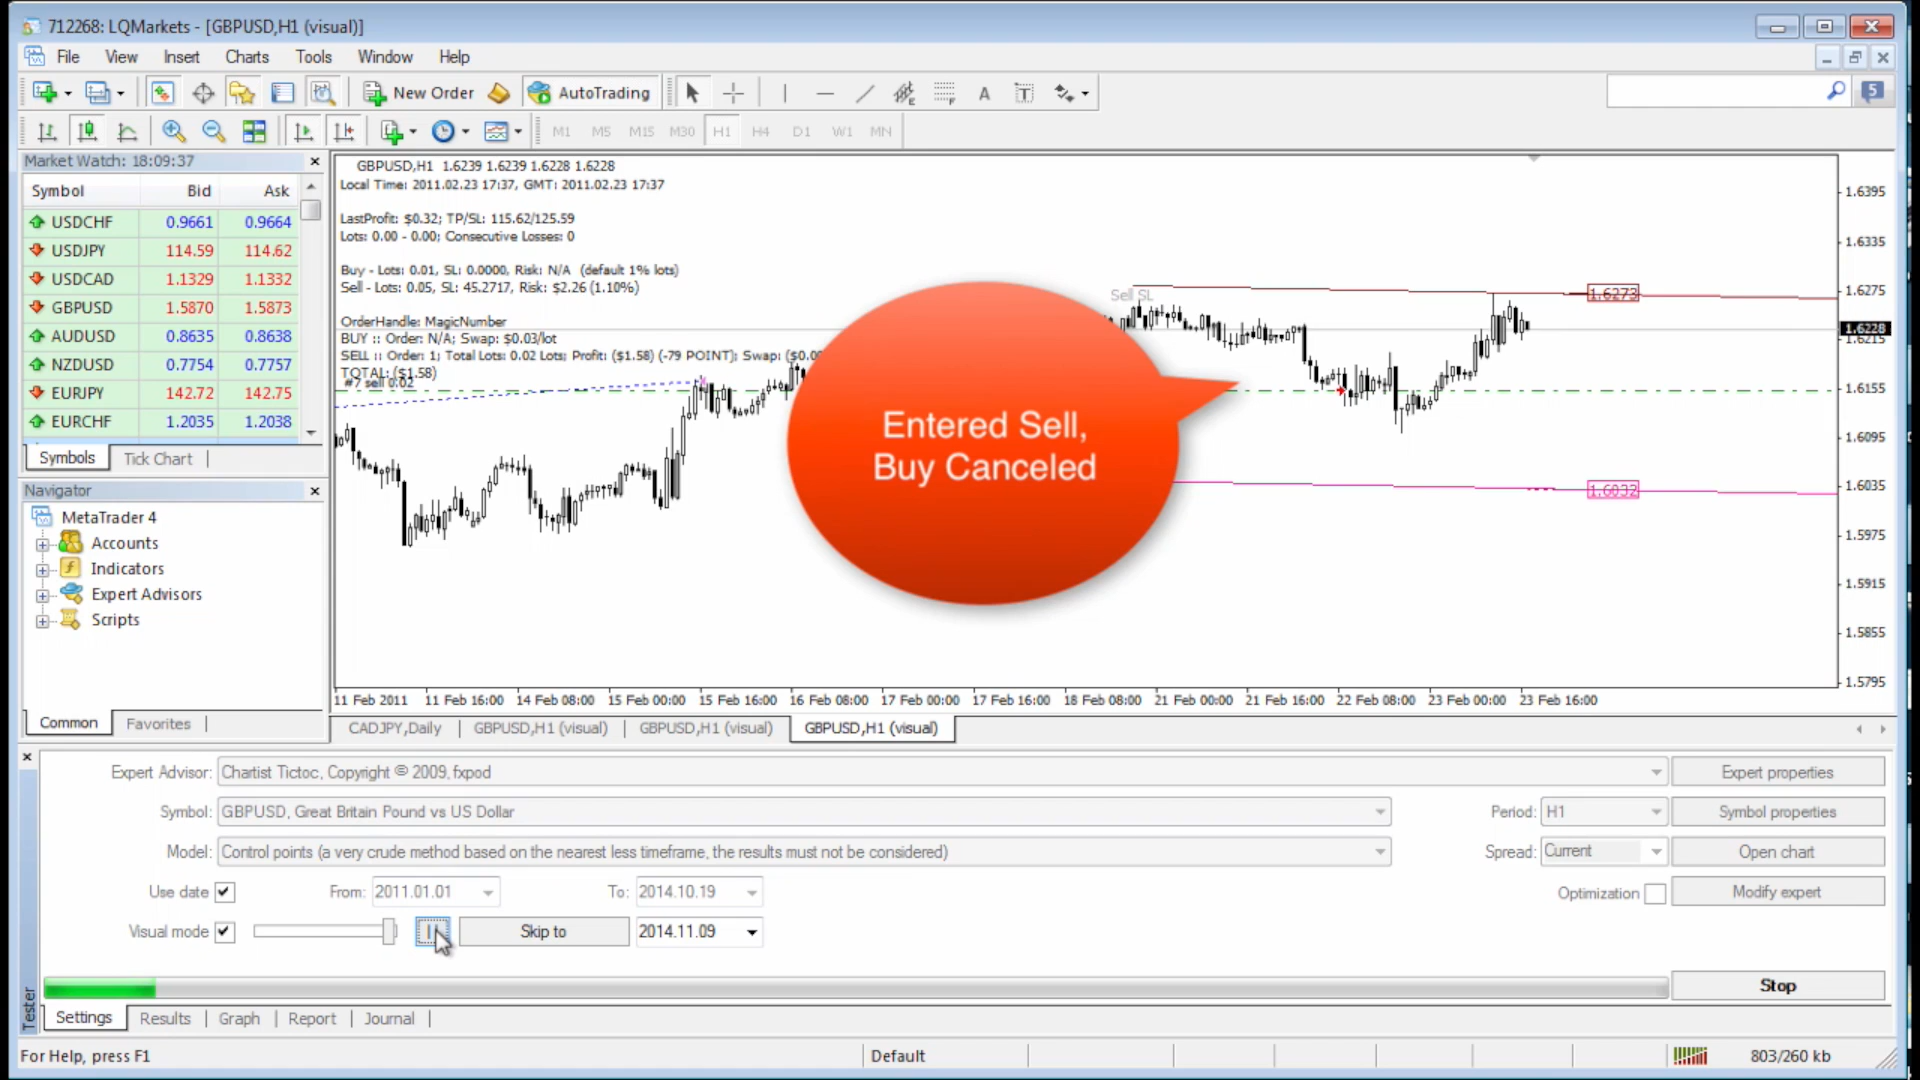 712268: LQMarkets - [GBPUSD,H1 (visual)]
File View Insert Charts Tools Window Help
New Order AutoTrading A T 5
M1 M5 M15 M30 H1 H4 D1 W1 MN
Market Watch: 18:09:37
Symbol Bid Ask
USDCHF 0.9661 0.9664
USDJPY 114.59 114.62
USDCAD 1.1329 1.1332
GBPUSD 1.5870 1.5873
AUDUSD 0.8635 0.8638
NZDUSD 0.7754 0.7757
EURJPY 142.72 142.75
EURCHF 1.2035 1.2038
Symbols Tick Chart
Navigator
MetaTrader 4
Accounts
Indicators
Expert Advisors
Scripts
Common Favorites
GBPUSD,H1 1.6239 1.6239 1.6228 1.6228
Local Time: 2011.02.23 17:37, GMT: 2011.02.23 17:37
LastProfit: $0.32; TP/SL: 115.62/125.59
Lots: 0.00 - 0.00; Consecutive Losses: 0
Buy - Lots: 0.01, SL: 0.0000, Risk: N/A (default 1% lots)
Sell - Lots: 0.05, SL: 45.2717, Risk: $2.26 (1.10%)
OrderHandle: MagicNumber
BUY :: Order: N/A; Swap: $0.03/lot
SELL :: Order: 1; Total Lots: 0.02 Lots; Profit: ($1.58) (-79 POINT); Swap: ($0.00
TOTAL: ($1.58)
#7 sell 0.02
Sell SL
Entered Sell,
Buy Canceled
1.6273
1.6032
1.6395
1.6335
1.6275
1.6228
1.6215
1.6155
1.6095
1.6035
1.5975
1.5915
1.5855
1.5795
11 Feb 2011 11 Feb 16:00 14 Feb 08:00 15 Feb 00:00 15 Feb 16:00 16 Feb 08:00 17 Feb 00:00 17 Feb 16:00 18 Feb 08:00 21 Feb 00:00 21 Feb 16:00 22 Feb 08:00 23 Feb 00:00 23 Feb 16:00
CADJPY,Daily GBPUSD,H1 (visual) GBPUSD,H1 (visual) GBPUSD,H1 (visual)
Expert Advisor: Chartist Tictoc, Copyright © 2009, fxpod Expert properties
Symbol: GBPUSD, Great Britain Pound vs US Dollar Period: H1 Symbol properties
Model: Control points (a very crude method based on the nearest less timeframe, the results must not be considered) Spread: Current Open chart
Use date From: 2011.01.01 To: 2014.10.19 Optimization Modify expert
Visual mode Skip to 2014.11.09
Stop
Tester
Settings Results Graph Report Journal
For Help, press F1 Default 803/260 kb